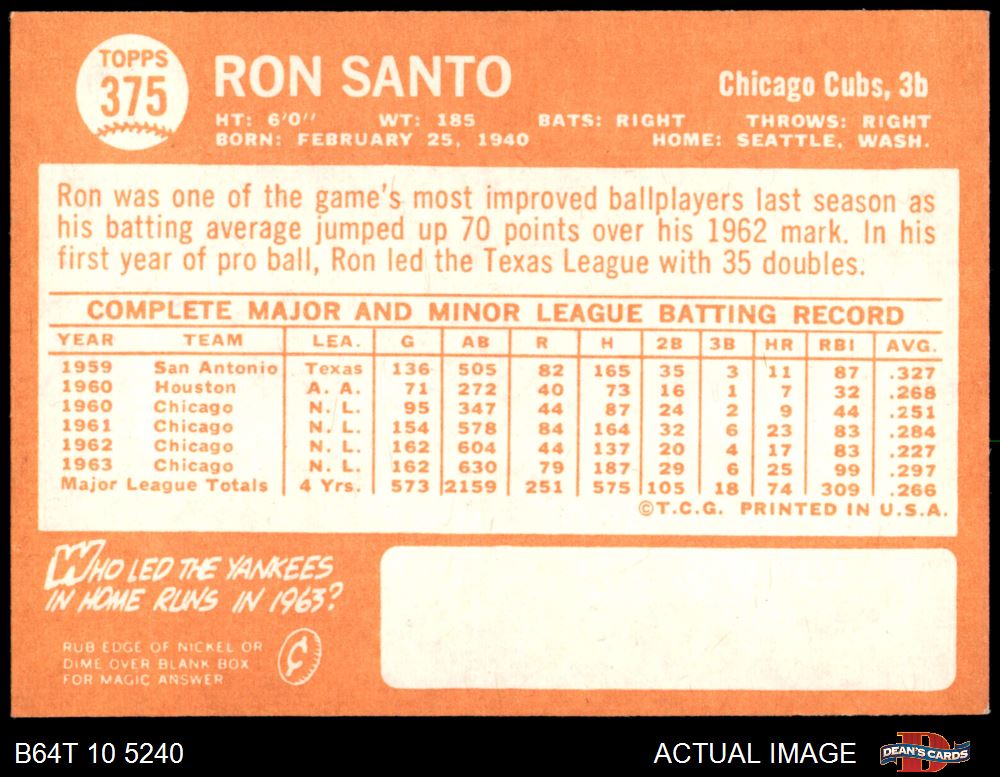 TOPPS
375
RON SANTO
Chicago Cubs, 3b
HT: 6'0" WT: 185 BATS: RIGHT THROWS: RIGHT
BORN: FEBRUARY 25, 1940 HOME: SEATTLE, WASH.
Ron was one of the game's most improved ballplayers last season as
his batting average jumped up 70 points over his 1962 mark. In his
first year of pro ball, Ron led the Texas League with 35 doubles.
COMPLETE MAJOR AND MINOR LEAGUE BATTING RECORD
YEAR TEAM LEA. G AB R H 2B 3B HR RBI AVG.
1959 San Antonio Texas 136 505 82 165 35 3 11 87 .327
1960 Houston A. A. 71 272 40 73 16 1 7 32 .268
1960 Chicago N. L. 95 347 44 87 24 2 9 44 .251
1961 Chicago N. L. 154 578 84 164 32 6 23 83 .284
1962 Chicago N. L. 162 604 44 137 20 4 17 83 .227
1963 Chicago N. L. 162 630 79 187 29 6 25 99 .297
Major League Totals 4 Yrs. 573 2159 251 575 105 18 74 309 .266
©T.C.G. PRINTED IN U.S.A.
WHO LED THE YANKEES
IN HOME RUNS IN 1963?
RUB EDGE OF NICKEL OR
DIME OVER BLANK BOX
FOR MAGIC ANSWER
¢
B64T 10 5240
ACTUAL IMAGE
D
DEAN'S CARDS